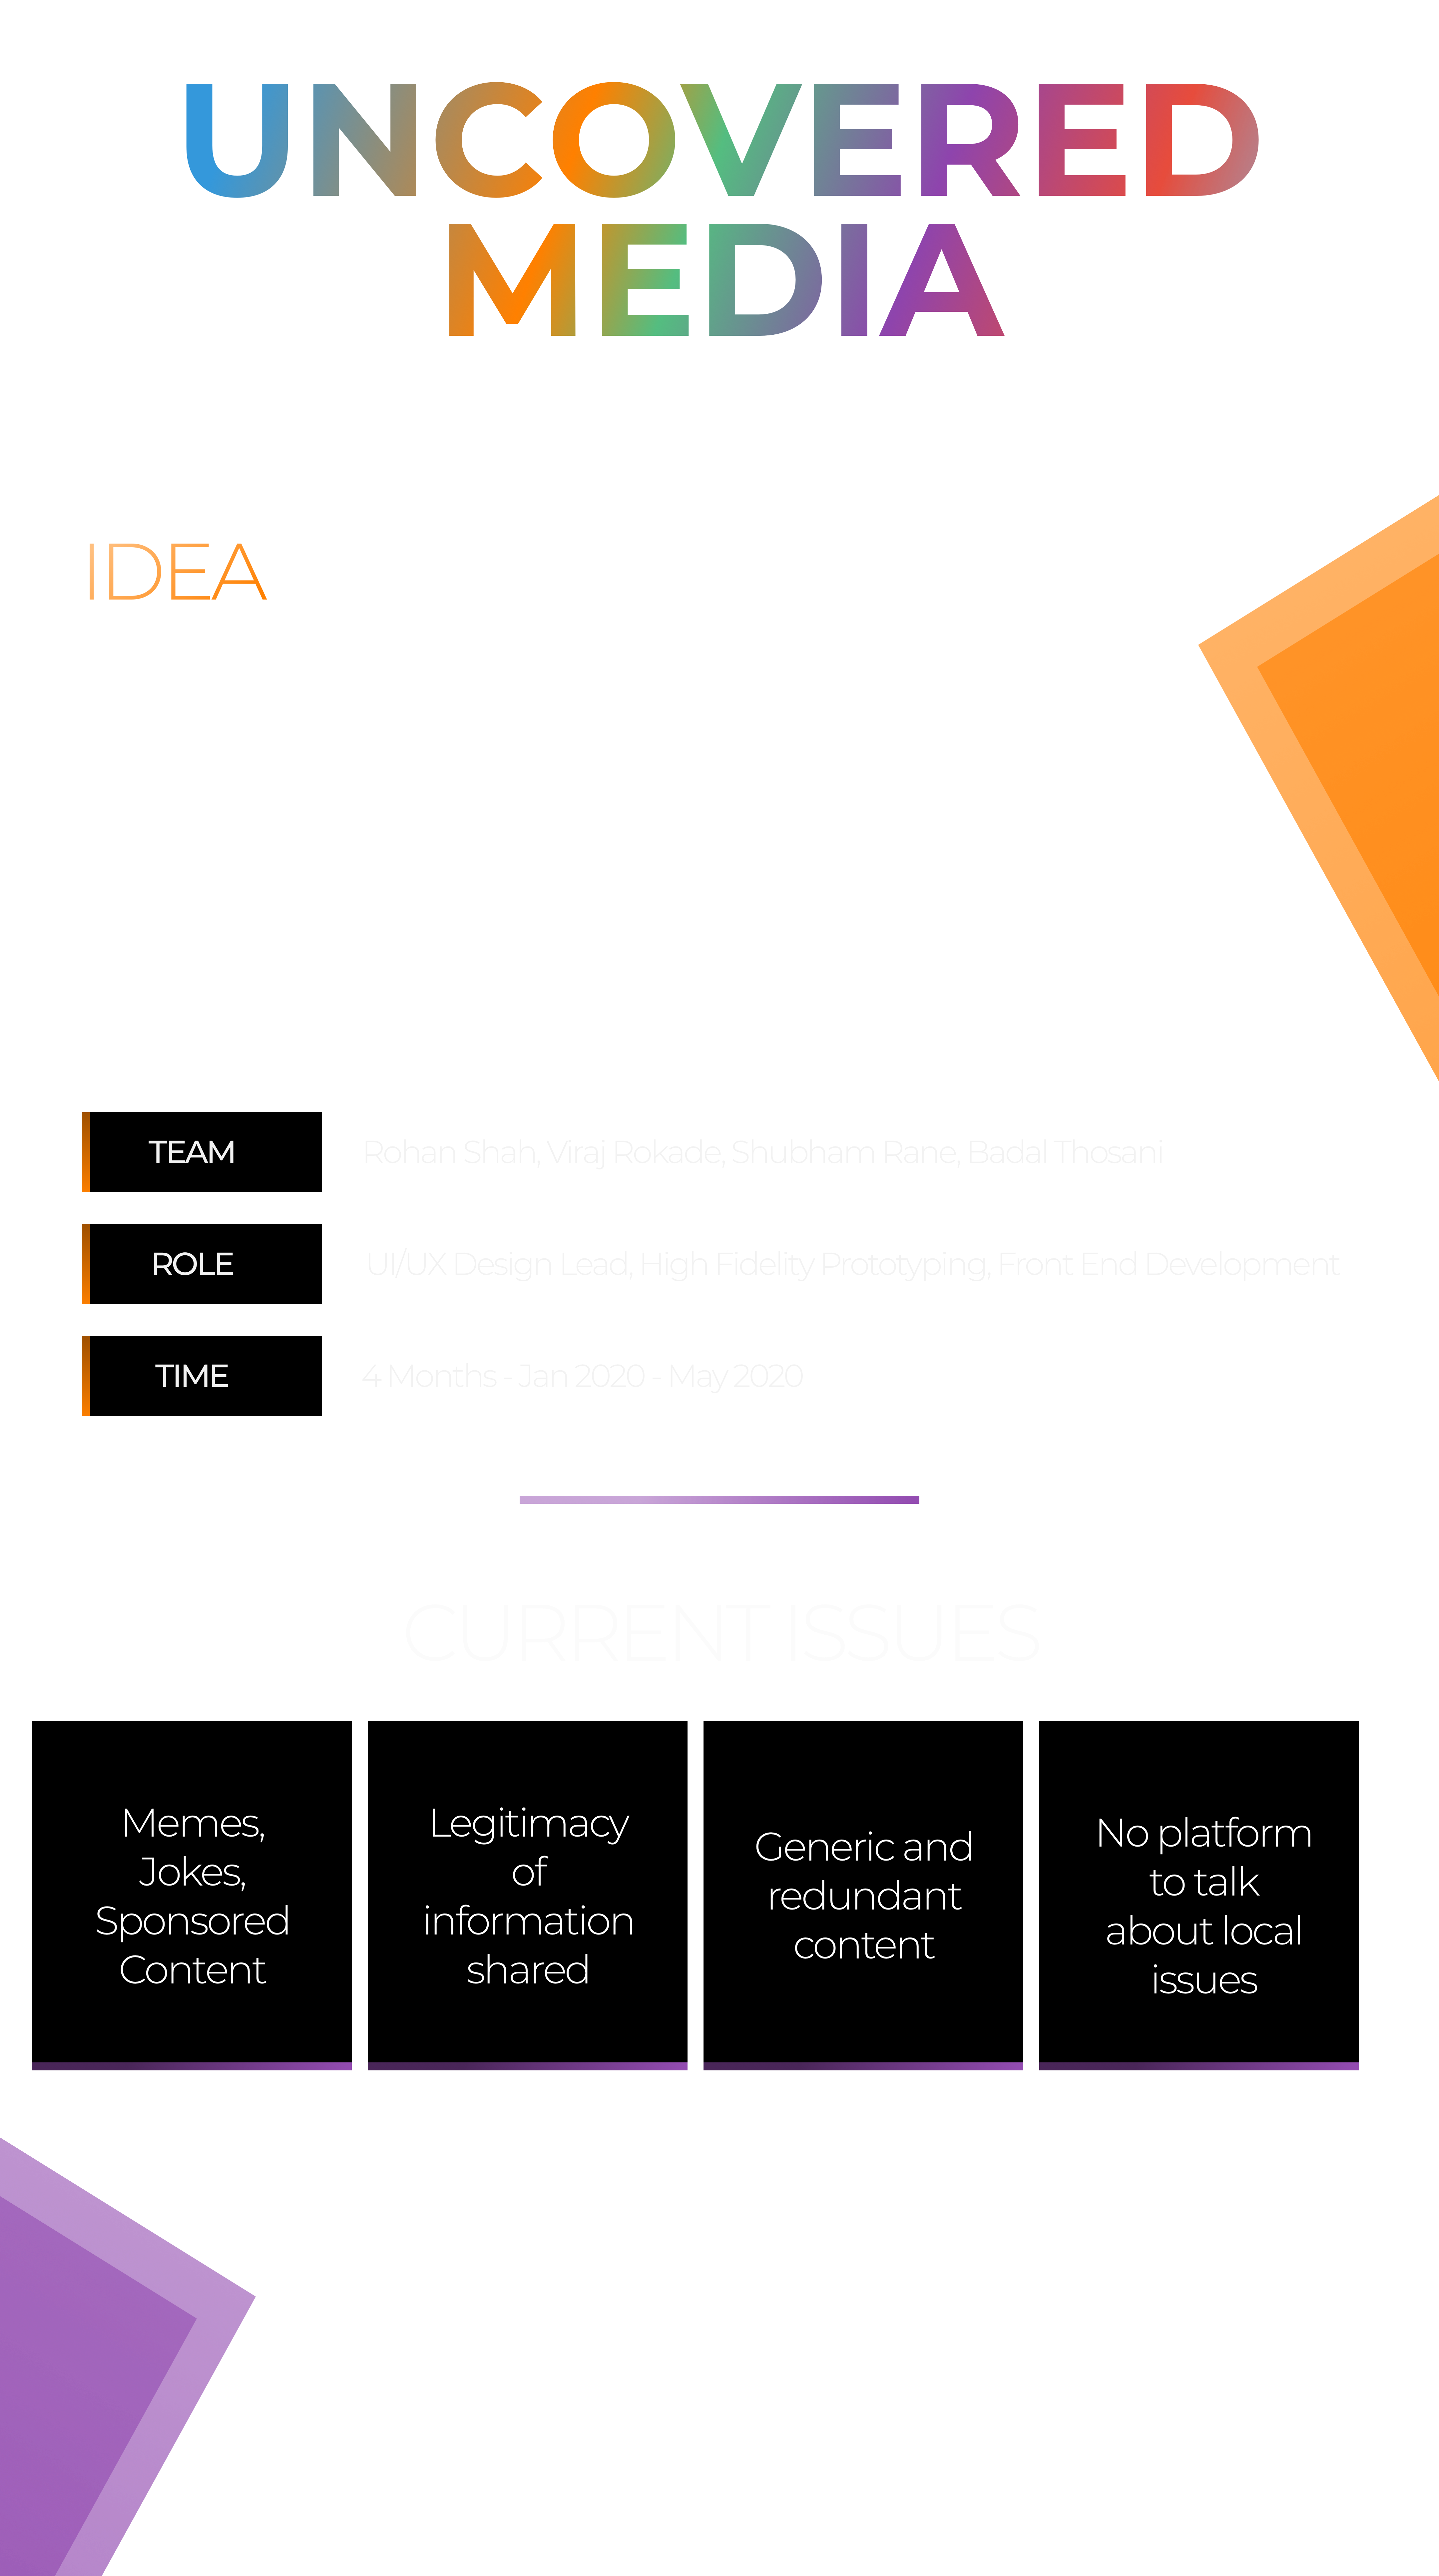 UNCOVERED
MEDIA
IDEA
TEAM
Rohan Shah, Viraj Rokade, Shubham Rane, Badal Thosani
ROLE
UI/UX Design Lead, High Fidelity Prototyping, Front End Development
TIME
4 Months - Jan 2020 - May 2020
CURRENT ISSUES
Memes,
Jokes,
Sponsored
Content
Legitimacy
of
information
shared
Generic and
redundant
content
No platform
to talk
about local
issues